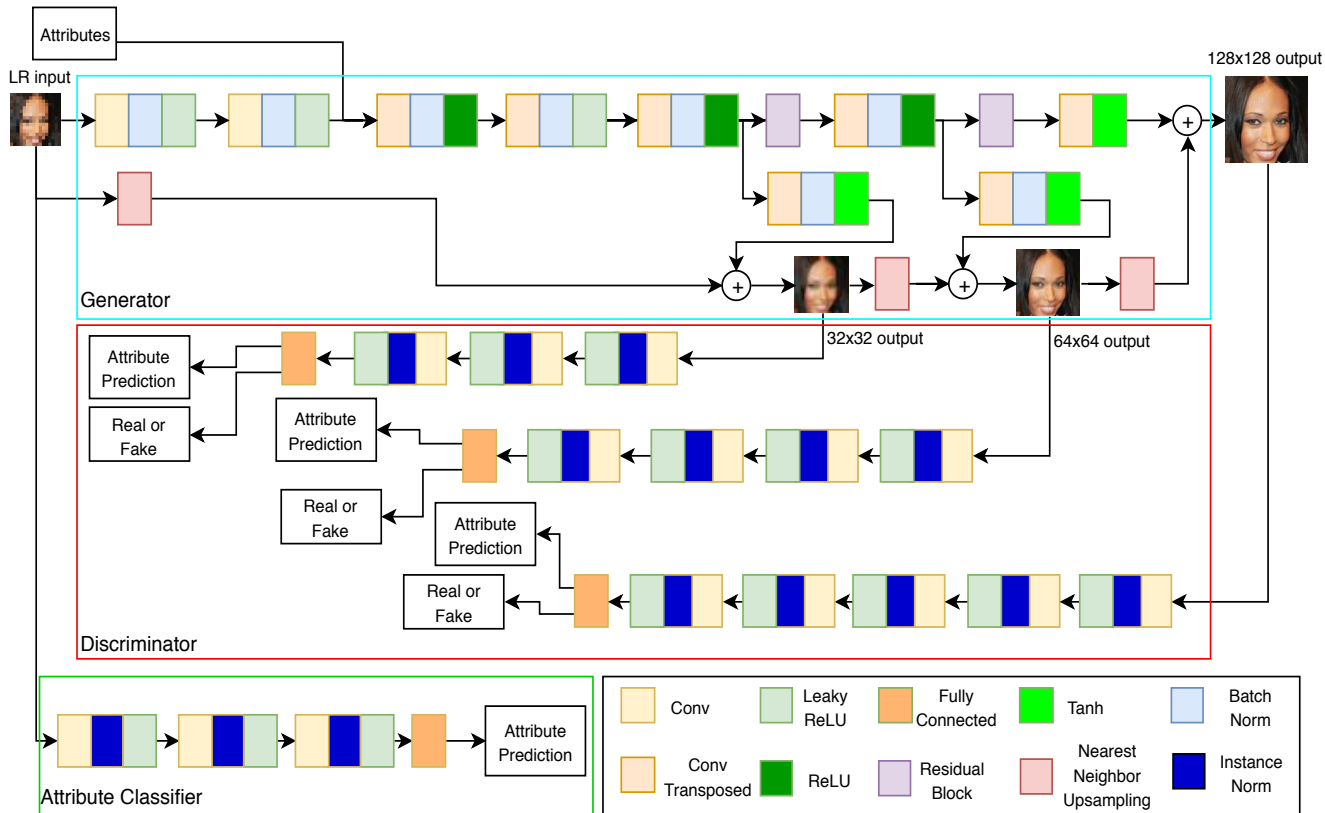 Attributes
LR input
128x128 output
+
+
+
Generator
32x32 output
64x64 output
Attribute
Prediction
Real or
Fake
Attribute
Prediction
Real or
Fake
Attribute
Prediction
Real or
Fake
Discriminator
Attribute
Prediction
Attribute Classifier
Conv
Leaky
ReLU
Fully
Connected
Tanh
Batch
Norm
Conv
Transposed
ReLU
Residual
Block
Nearest
Neighbor
Upsampling
Instance
Norm